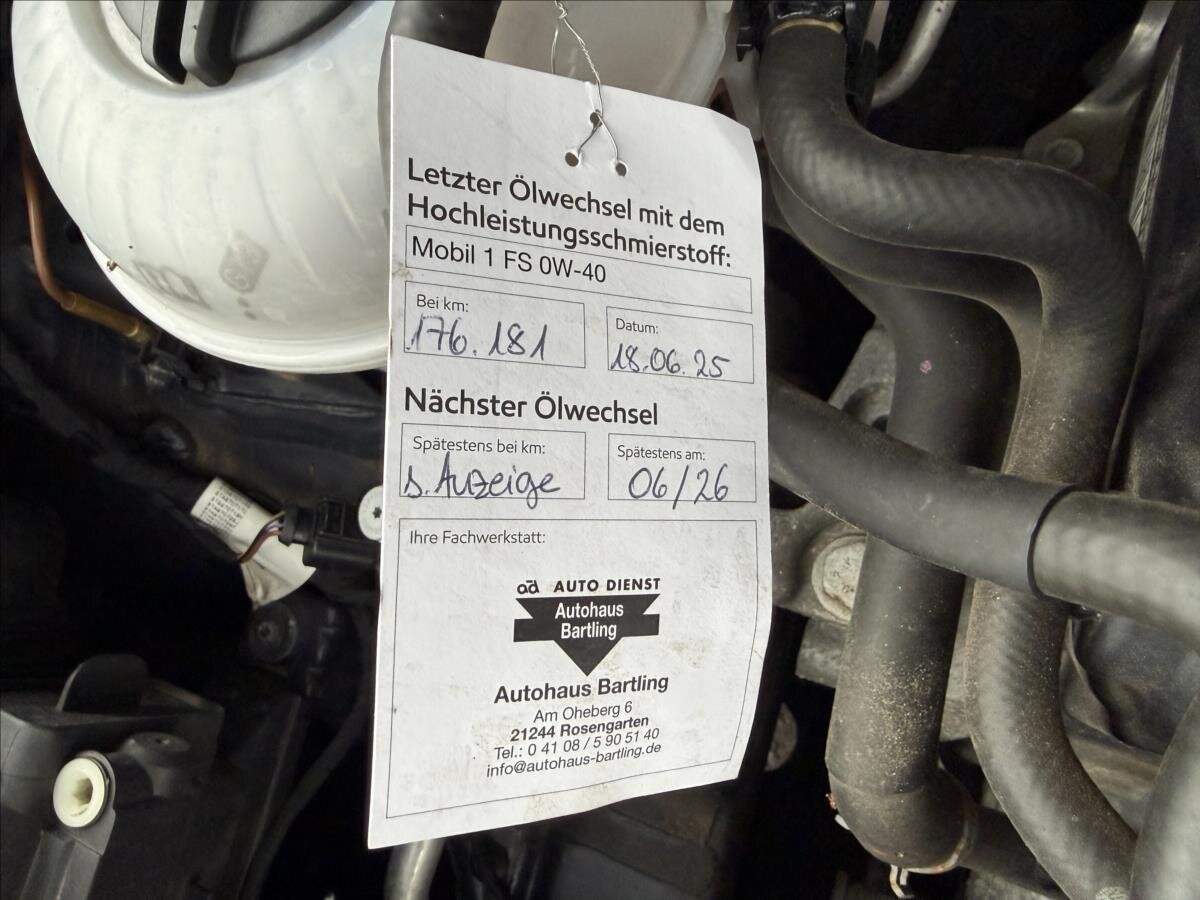 Letzter Ölwechsel mit dem
Hochleistungsschmierstoff:
Mobil 1 FS 0W-40
Bei km:
176.181
Datum:
18.06.25
Nächster Ölwechsel
Spätestens bei km:
s. Anzeige
Spätestens am:
06/26
Ihre Fachwerkstatt:
ad AUTO DIENST
Autohaus
Bartling
Autohaus Bartling
Am Oheberg 6
21244 Rosengarten
Tel.: 0 41 08 / 5 90 51 40
info@autohaus-bartling.de